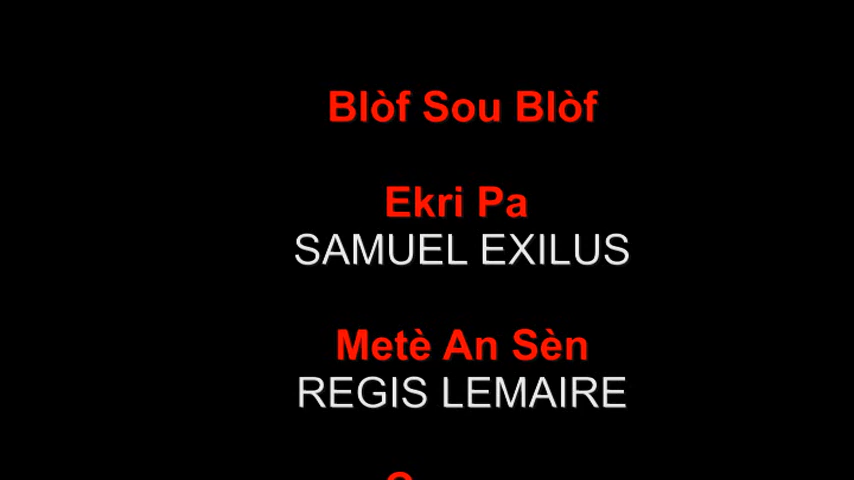 Blòf Sou Blòf
Ekri Pa
SAMUEL EXILUS
Metè An Sèn
REGIS LEMAIRE